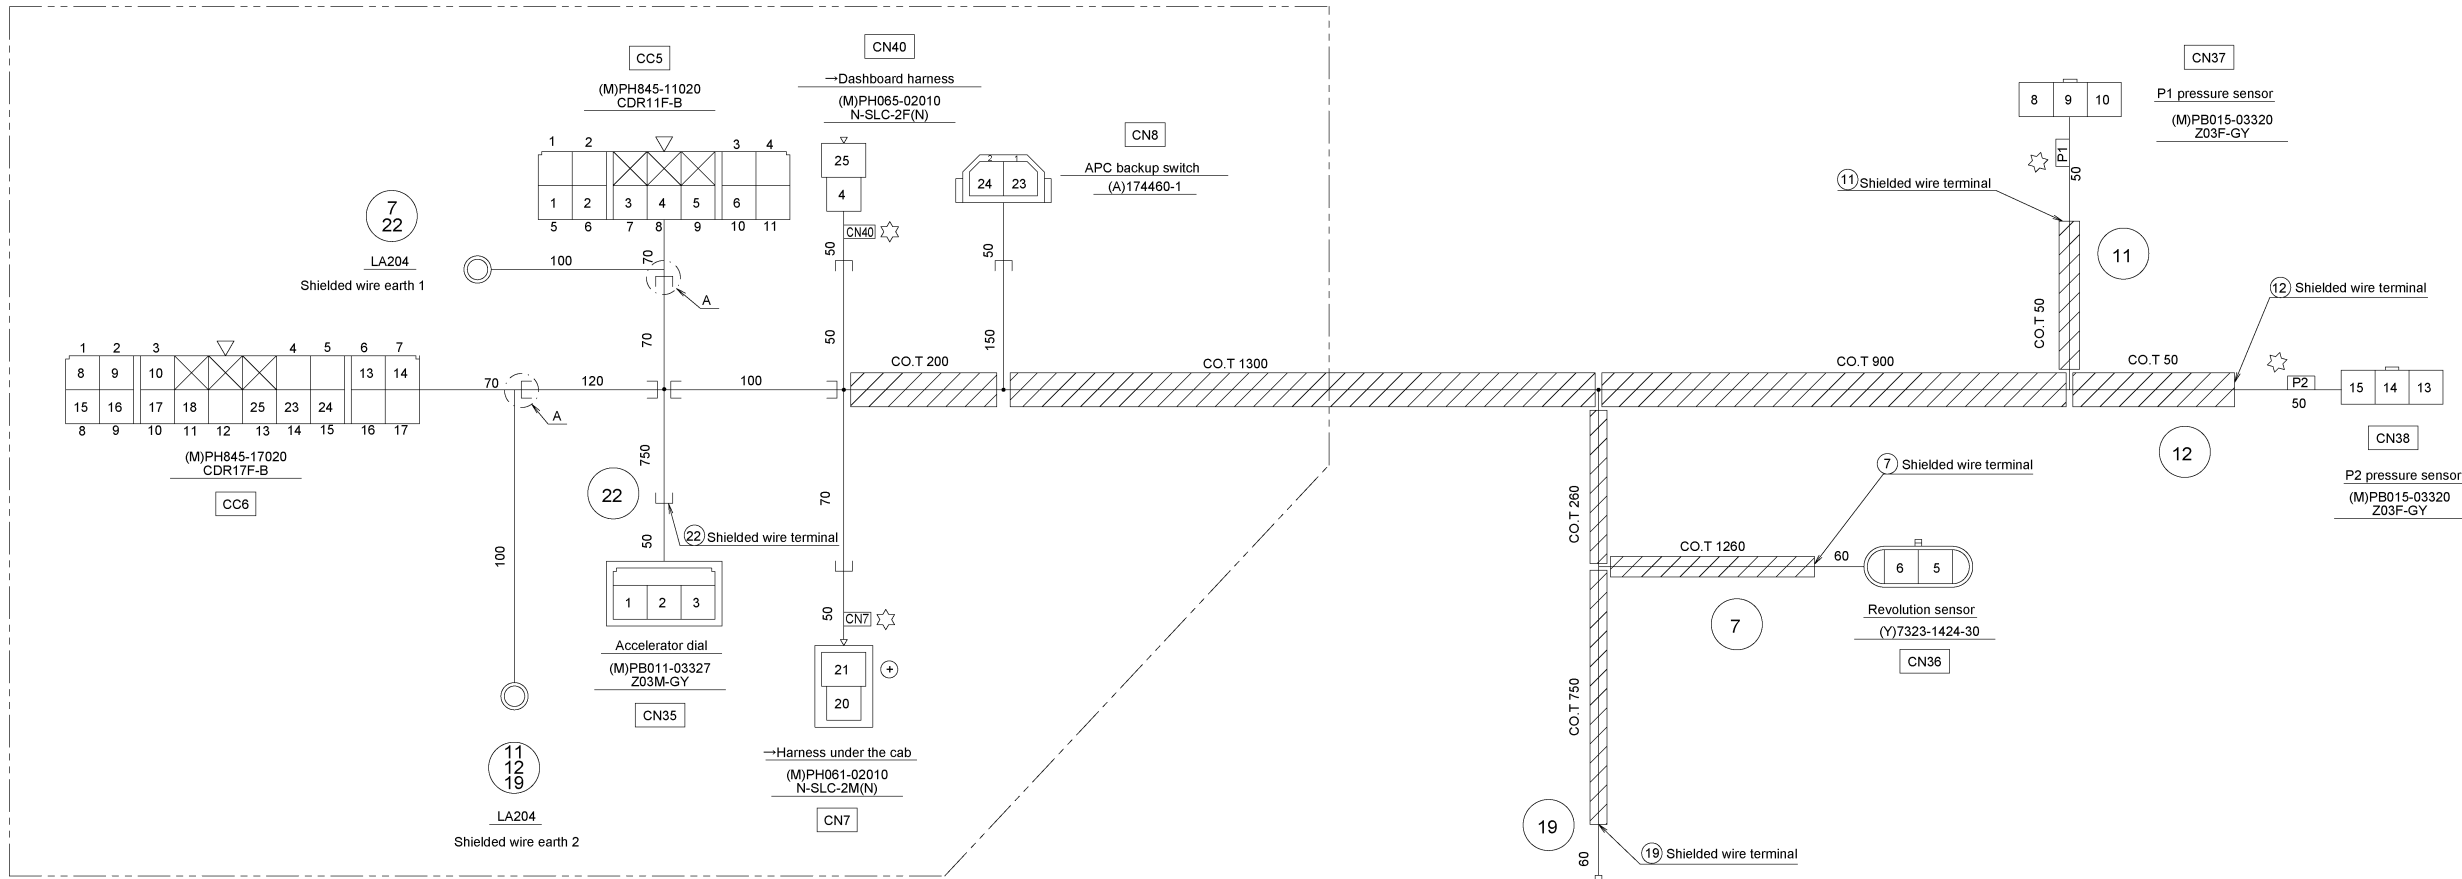 CC5
(M)PH845-11020
CDR11F-B
1 2 3 4
1 2 3 4 5 6
5 6 7 8 9 10 11
CN40
→Dashboard harness
(M)PH065-02010
N-SLC-2F(N)
25
4
CN40
50
50
CN8
APC backup switch
(A)174460-1
2 1
24 23
50
150
CN37
P1 pressure sensor
(M)PB015-03320
Z03F-GY
8 9 10
P1
50
11 Shielded wire terminal
11
CO.T 50
12 Shielded wire terminal
7
22
LA204
Shielded wire earth 1
100
70
A
70
1 2 3 4 5 6 7
8 9 10 13 14
15 16 17 18 25 23 24
8 9 10 11 12 13 14 15 16 17
(M)PH845-17020
CDR17F-B
CC6
70
120
A
100
CO.T 200
CO.T 1300
CO.T 900
CO.T 50
P2
50
15 14 13
CN38
P2 pressure sensor
(M)PB015-03320
Z03F-GY
12
100
11
12
19
LA204
Shielded wire earth 2
750
22
22 Shielded wire terminal
50
1 2 3
Accelerator dial
(M)PB011-03327
Z03M-GY
CN35
70
50
CN7
21
20
+
→Harness under the cab
(M)PH061-02010
N-SLC-2M(N)
CN7
CO.T 260
7 Shielded wire terminal
CO.T 1260
60
6 5
Revolution sensor
(Y)7323-1424-30
CN36
7
CO.T 750
19
19 Shielded wire terminal
60